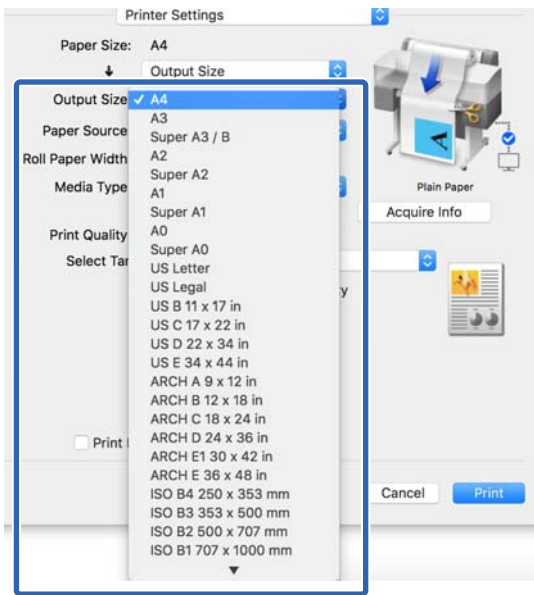 Printer Settings
Paper Size: A4
Output Size
Output Size ✓ A4
A3
Paper Source
Super A3 / B
A2
Roll Paper Width
Super A2
Media Type
A1
Plain Paper
Super A1
Acquire Info
A0
Print Quality
Super A0
Select Tar
US Letter
US Legal
y
US B 11 x 17 in
US C 17 x 22 in
US D 22 x 34 in
US E 34 x 44 in
ARCH A 9 x 12 in
ARCH B 12 x 18 in
ARCH C 18 x 24 in
ARCH D 24 x 36 in
Print
ARCH E1 30 x 42 in
ARCH E 36 x 48 in
ISO B4 250 x 353 mm
Cancel
Print
ISO B3 353 x 500 mm
ISO B2 500 x 707 mm
ISO B1 707 x 1000 mm